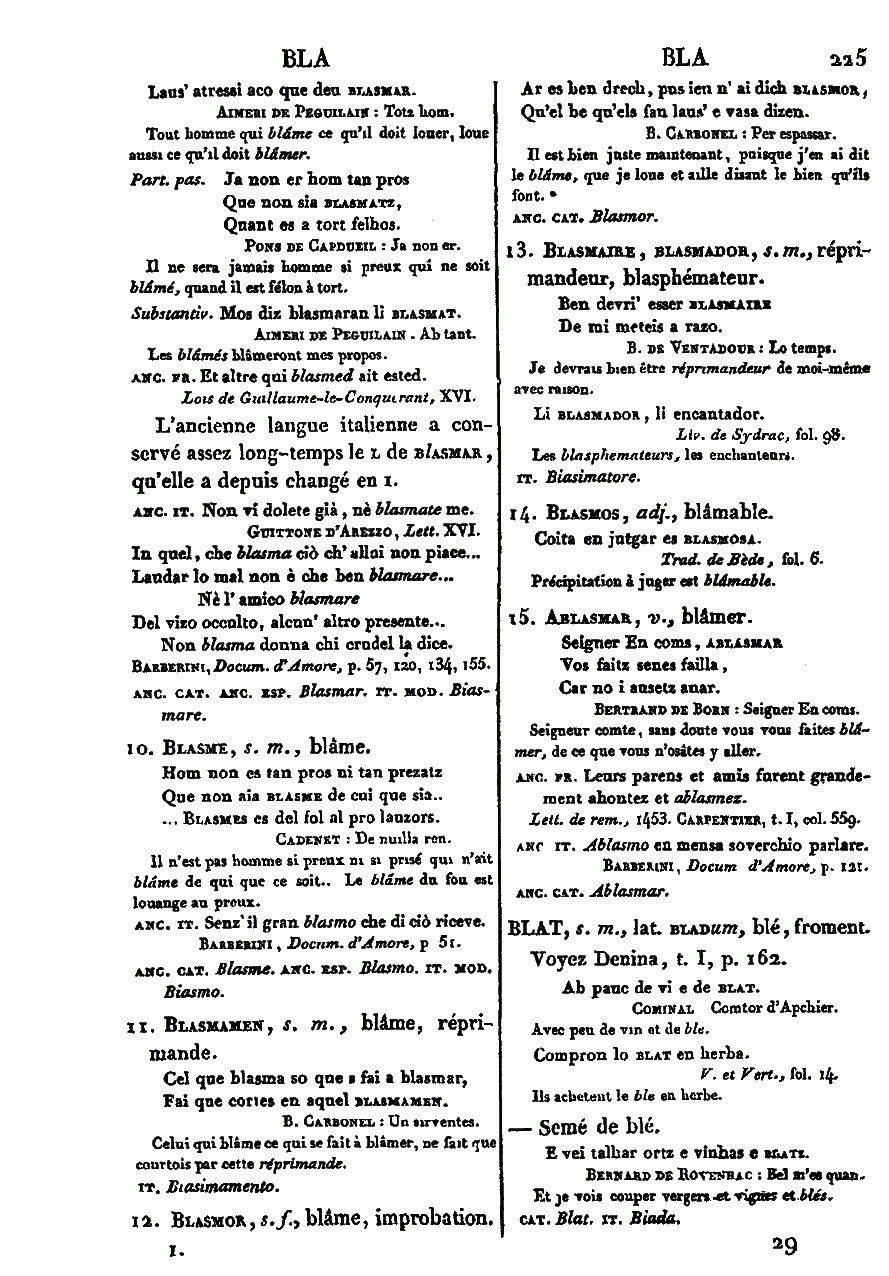 BLA
BLA 225
Laus' atressi aco que deu BLASMAR.
AIMERI DE PEGUILAIN : Totz hom.
Tout homme qui blâme ce qu'il doit louer, loue
aussi ce qu'il doit blâmer.
Part. pas. Ja non er hom tan pros
Que non sia BLASMATZ,
Quant es a tort felhos.
PONS DE CAPDUEIL : Ja non er.
Il ne sera jamais homme si preux qui ne soit
blâmé, quand il est félon à tort.
Substantiv. Mos diz blasmaran li BLASMAT.
AIMERI DE PEGUILAIN . Ab tant.
Les blâmés blâmeront mes propos.
ANC. FR. Et altre qui blasmed ait ested.
Lois de Guillaume-le-Conquérant, XVI.
L'ancienne langue italienne a con-
servé assez long-temps le L de BlASMAR,
qu'elle a depuis changé en I.
ANC. IT. Non vi dolete già, nè blasmate me.
GUITTONE D'AREZZO, Lett. XVI.
In quel, che blasma ciò ch' allui non piace...
Laudar lo mal non è che ben blasmare...
Nè l' amico blasmare
Del vizo occulto, alcun' altro presente...
Non blasma donna chi crudel la dice.
BARBERINI, Docum. d'Amore, p. 57, 120, 134, 155.
ANC. CAT. ANC. ESP. Blasmar. IT. MOD. Bias-
mare.
10. BLASME, s. m., blâme.
Hom non es tan pros ni tan prezatz
Que non aia BLASME de cui que sia..
... BLASMES es del fol al pro lauzors.
CADENET : De nuilla ren.
Il n'est pas homme si preux ni si prisé qui n'ait
blâme de qui que ce soit.. Le blâme du fou est
louange au preux.
ANC. IT. Senz' il gran blasmo che di ciò riceve.
BARBERINI, Docum. d'Amore, p 51.
ANC. CAT. Blasme. ANC. ESP. Blasmo. IT. MOD.
Biasmo.
11. BLASMAMEN, s. m., blâme, répri-
mande.
Cel que blasma so que s fai a blasmar,
Fai que cortes en aquel BLASMAMEN.
B. CARBONEL : Un sirventes.
Celui qui blâme ce qui se fait à blâmer, ne fait que
courtois par cette réprimande.
IT. Biasimamento.
12. BLASMOR, s. f., blâme, improbation.
I.
Ar es ben drech, pus ieu n' ai dich BLASMOR,
Qu'el be qu'els fan laus' e vasa dizen.
B. CARBONEL : Per espassar.
Il est bien juste maintenant, puisque j'en ai dit
le blâme, que je loue et aille disant le bien qu'ils
font.
ANC. CAT. Blasmor.
13. BLASMAIRE, BLASMADOR, s. m., répri-
mandeur, blasphémateur.
Ben devri' esser BLASMAIRE
De mi meteis a razo.
B. DE VENTADOUR : Lo temps.
Je devrais bien être réprimandeur de moi-même
avec raison.
Li BLASMADOR, li encantador.
Liv. de Sydrac, fol. 98.
Les blasphemateurs, les enchanteurs.
IT. Biasimatore.
14. BLASMOS, adj., blâmable.
Coita en jutgar es BLASMOSA.
Trad. de Bède, fol. 6.
Précipitation à juger est blâmable.
15. ABLASMAR, v., blâmer.
Seigner En coms, ABLASMAR
Vos faitz senes failla,
Car no i ausetz anar.
BERTRAND DE BORN : Seigner En coms.
Seigneur comte, sans doute vous vous faites blâ-
mer, de ce que vous n'osâtes y aller.
ANC. FR. Leurs parens et amis furent grande-
ment ahontez et ablasmez.
Lett. de rem., 1453. CARPENTIER, t. I, col. 559.
ANC IT. Ablasmo en mensa soverchio parlare.
BARBERINI, Docum d'Amore, p. 121.
ANC. CAT. Ablasmar.
BLAT, s. m., lat. BLADum, blé, froment.
Voyez Denina, t. I, p. 162.
Ab pauc de vi e de BLAT.
COMINAL Comtor d'Apchier.
Avec peu de vin et de ble.
Compron lo BLAT en herba.
V. et Vert., fol. 14.
Ils achetent le ble en herbe.
— Semé de blé.
E vei talhar ortz e vinhas e BLATZ.
BERNARD DE ROVENHAC : Bel m'es quan.
Et je vois couper vergers et vignes et blés.
CAT. Blat. IT. Biada.
29